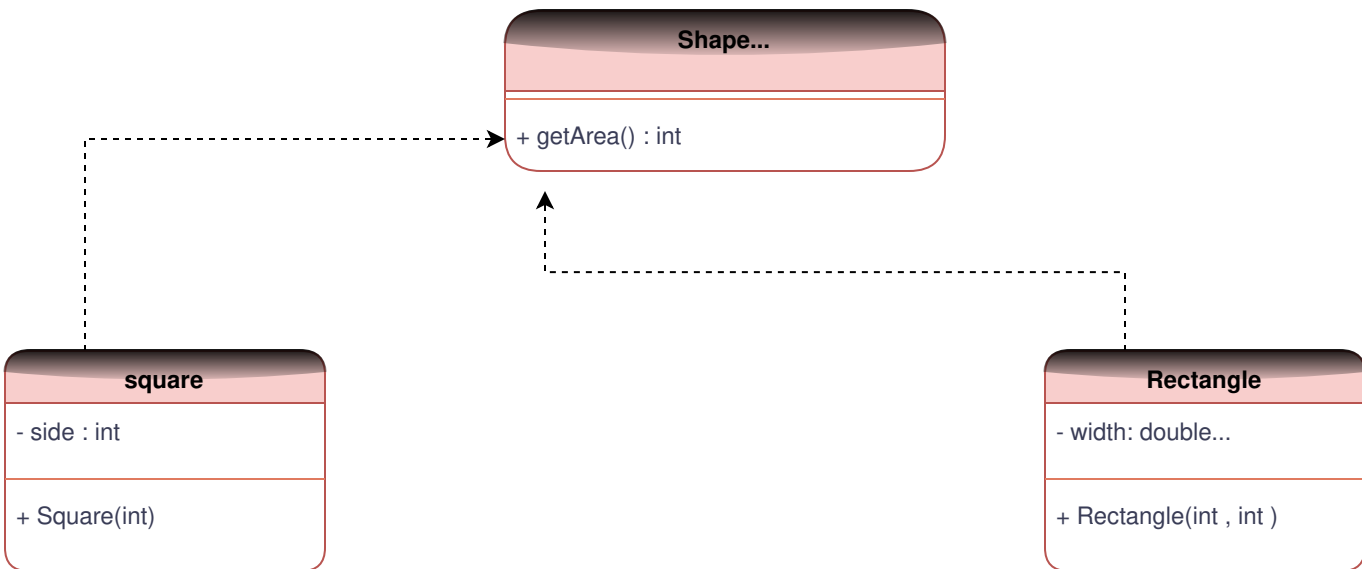 Shape...
+ getArea() : int
square
- side : int
+ Square(int)
Rectangle
- width: double...
+ Rectangle(int , int )